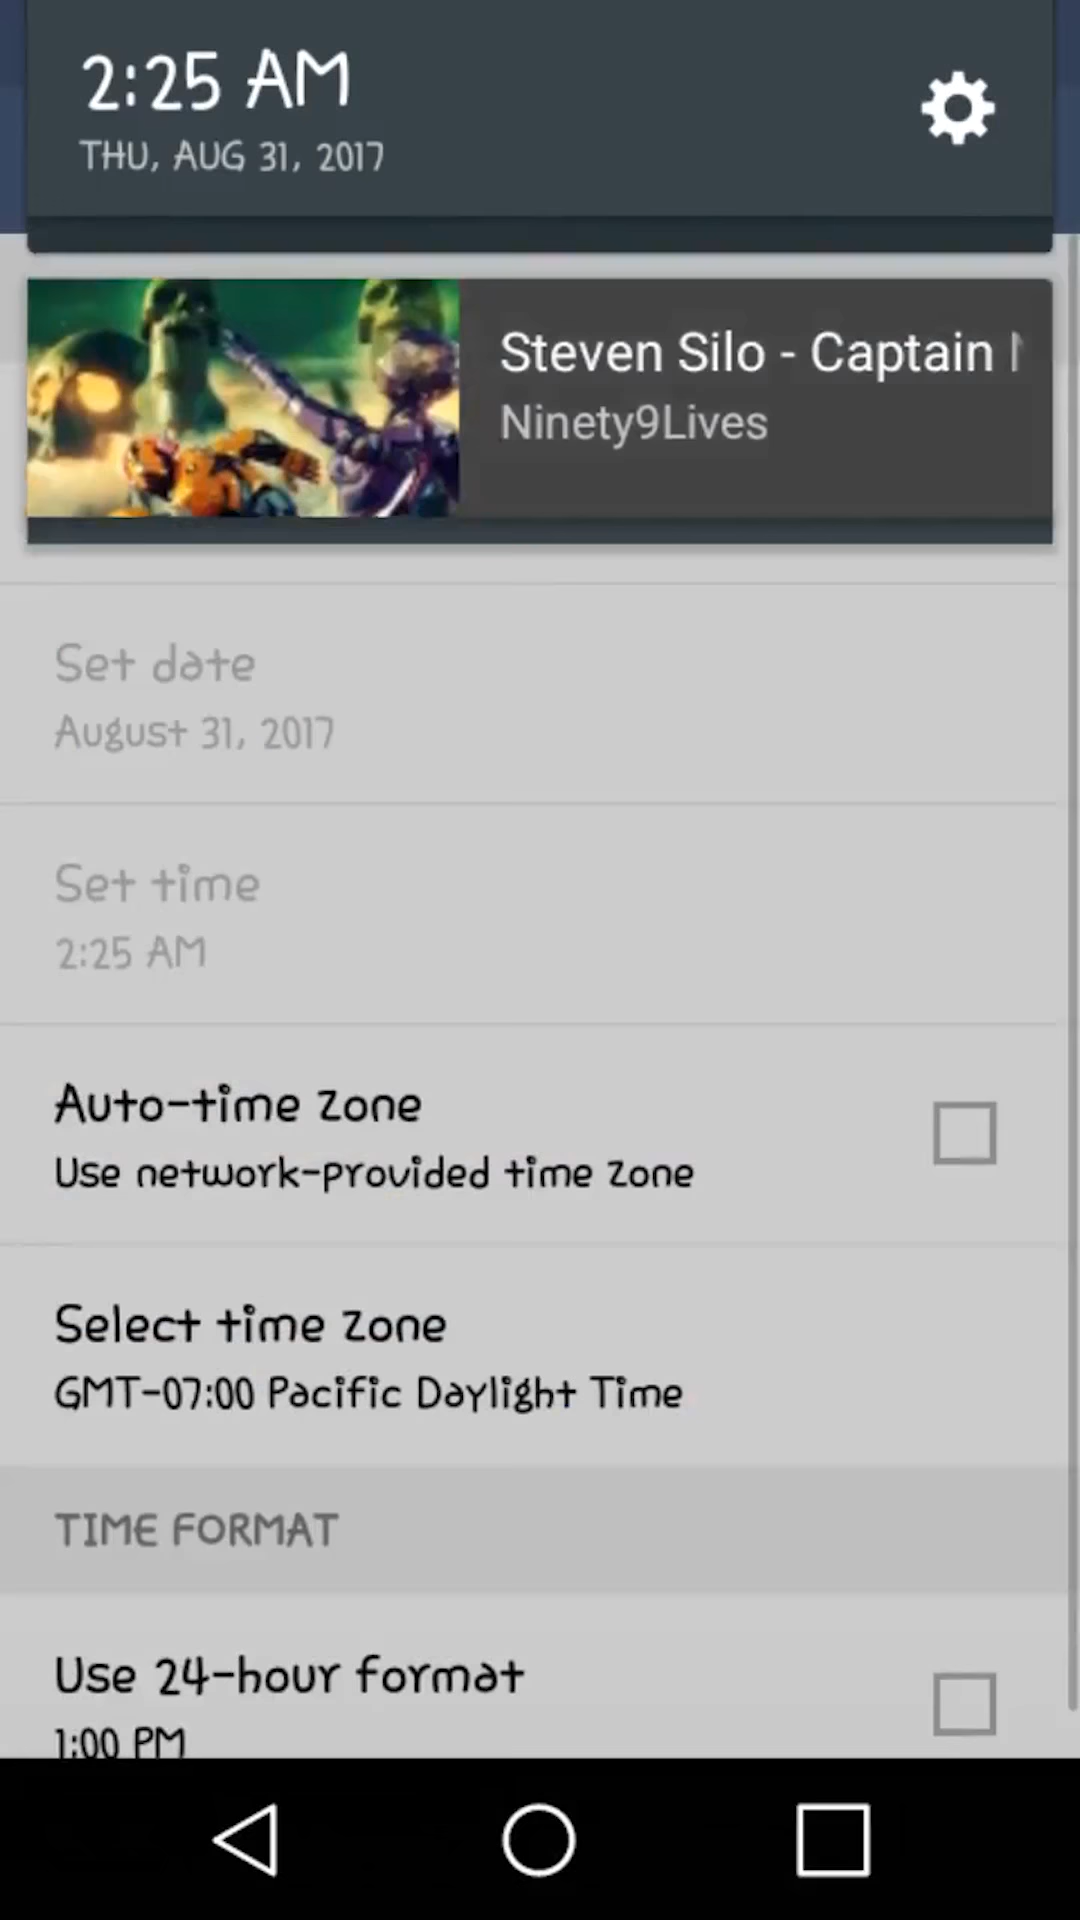 2:25 AM
THU, AUG 31, 2017
Steven Silo - Captain
Ninety9Lives
Set date
August 31, 2017
Set time
2:25 AM
Auto-time zone
Use network-provided time zone
Select time zone
GMT-07:00 Pacific Daylight Time
TIME FORMAT
Use 24-hour format
1:00 PM